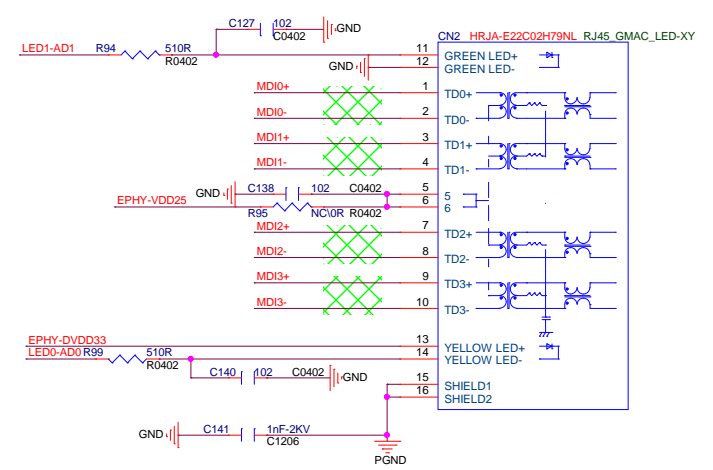 C127 102 GND
C0402
CN2 HRJA-E22C02H79NL RJ45_GMAC_LED-XY
LED1-AD1 R94 510R 11 GREEN LED+
R0402
GND 12 GREEN LED-
MDI0+ 1 TD0+
MDI0- 2 TD0-
MDI1+ 3 TD1+
MDI1- 4 TD1-
GND C138 102 C0402 5 5
EPHY-VDD25 R95 NC\0R R0402 6 6
MDI2+ 7 TD2+
MDI2- 8 TD2-
MDI3+ 9 TD3+
MDI3- 10 TD3-
EPHY-DVDD33 13 YELLOW LED+
LED0-AD0 R99 510R 14 YELLOW LED-
R0402
C140 102 C0402 GND
15 SHIELD1
16 SHIELD2
GND C141 1nF-2KV
C1206
PGND